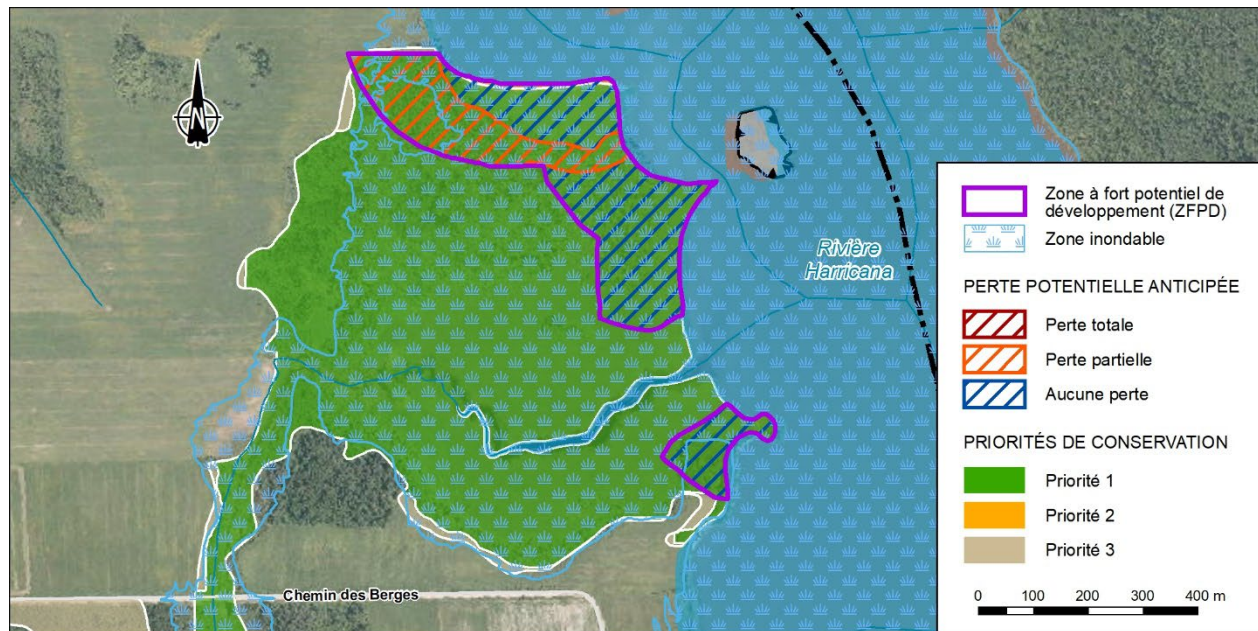 Rivière
Harricana
Chemin des Berges
Zone à fort potentiel de
développement (ZFPD)
Zone inondable
PERTE POTENTIELLE ANTICIPÉE
Perte totale
Perte partielle
Aucune perte
PRIORITÉS DE CONSERVATION
Priorité 1
Priorité 2
Priorité 3
0 100 200 300 400 m